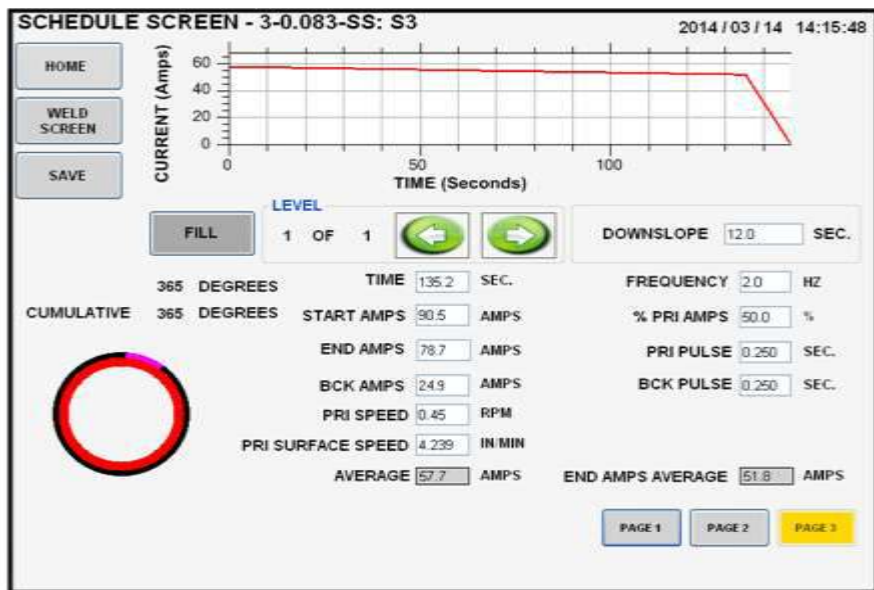 SCHEDULE SCREEN - 3-0.083-SS: S3
2014 / 03 / 14 14:15:48
HOME
WELD
SCREEN
SAVE
CURRENT (Amps)
60
40
20
0
0 50 100
TIME (Seconds)
FILL
LEVEL
1 OF 1
DOWNSLOPE 12.0 SEC.
365 DEGREES
CUMULATIVE 365 DEGREES
TIME 135.2 SEC.
START AMPS 90.5 AMPS
END AMPS 78.7 AMPS
BCK AMPS 24.9 AMPS
PRI SPEED 0.45 RPM
PRI SURFACE SPEED 4.239 IN/MIN
AVERAGE 57.7 AMPS
FREQUENCY 2.0 HZ
% PRI AMPS 50.0 %
PRI PULSE 0.250 SEC.
BCK PULSE 0.250 SEC.
END AMPS AVERAGE 51.8 AMPS
PAGE 1 PAGE 2 PAGE 3